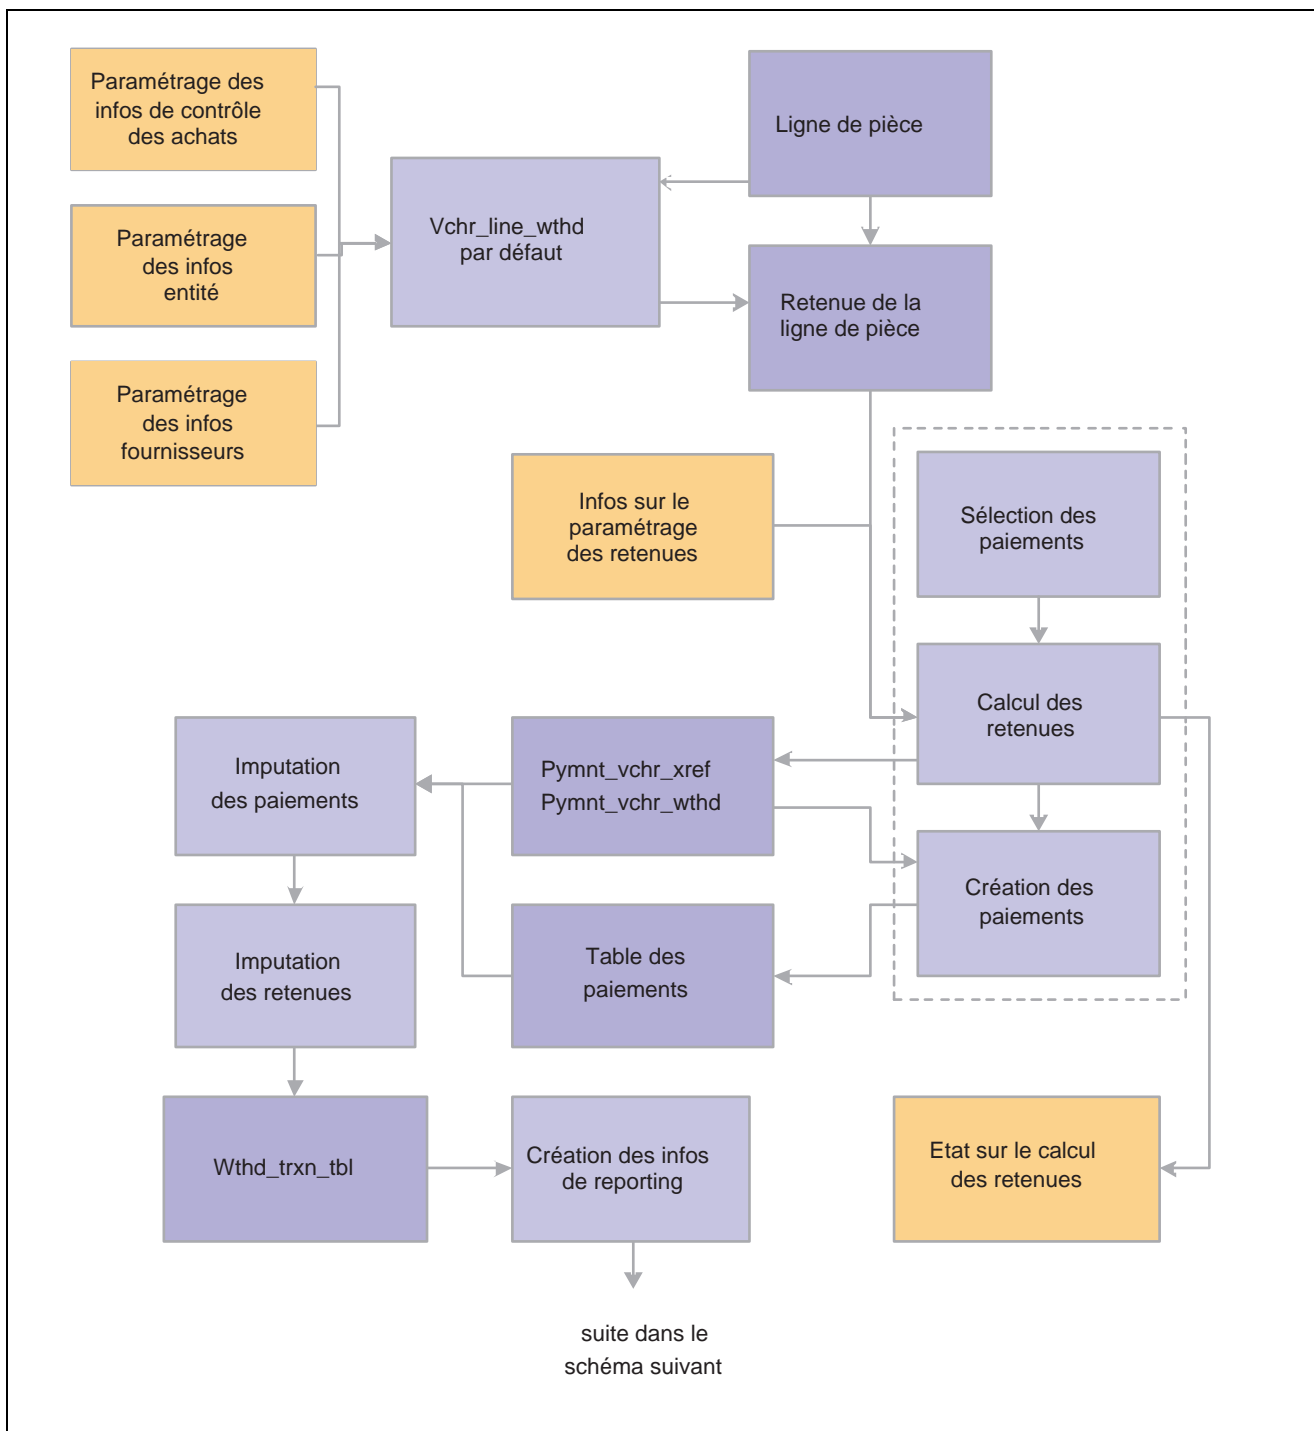 Paramétrage des
infos de contrôle
des achats
Ligne de pièce
Vchr_line_wthd
par défaut
Paramétrage
des infos
entité
Retenue de la
ligne de pièce
Paramétrage
des infos
fournisseurs
Infos sur le
paramétrage
des retenues
Sélection des
paiements
Calcul des
retenues
Imputation
des paiements
Pymnt_vchr_xref
Pymnt_vchr_wthd
Création des
paiements
Imputation
des retenues
Table des
paiements
Wthd_trxn_tbl
Création des infos
de reporting
Etat sur le calcul
des retenues
suite dans le
schéma suivant